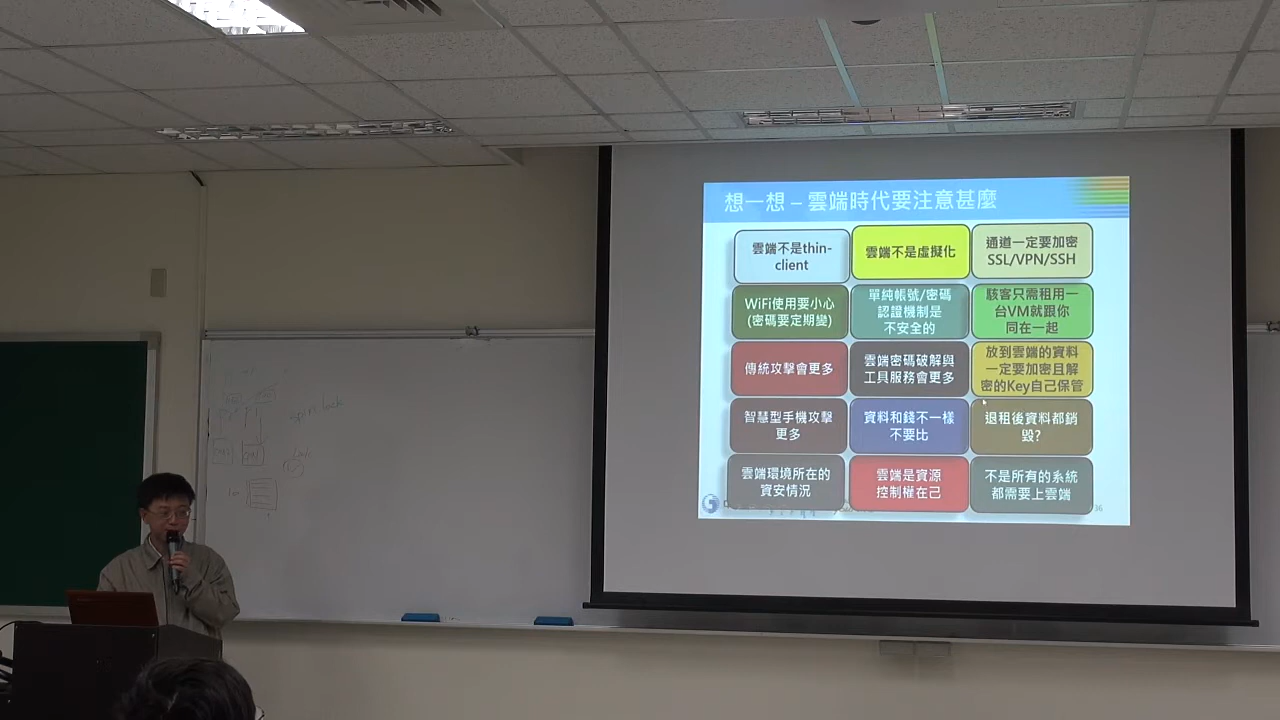 想一想 – 雲端時代要注意甚麼
雲端不是thin-
client
雲端不是虛擬化
通道一定要加密
SSL/VPN/SSH
WiFi使用要小心
(密碼要定期變)
單純帳號/密碼
認證機制是
不安全的
駭客只需租用一
台VM就跟你
同在一起
傳統攻擊會更多
雲端密碼破解與
工具服務會更多
放到雲端的資料
一定要加密且解
密的Key自己保管
智慧型手機攻擊
更多
資料和錢不一樣
不要比
退租後資料都銷
毀?
雲端環境所在的
資安情況
雲端是資源
控制權在己
不是所有的系統
都需要上雲端
36